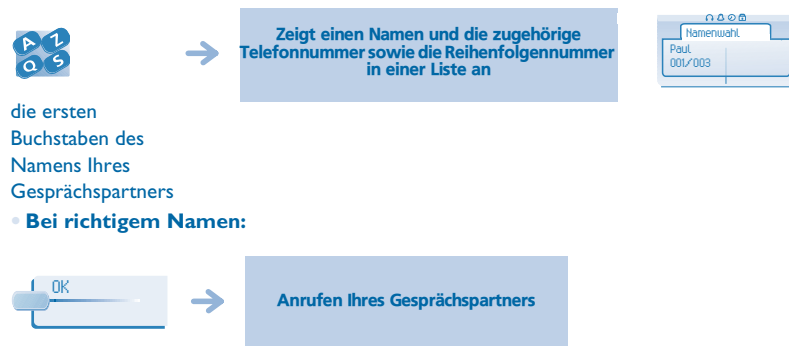 A Z
Q S
Zeigt einen Namen und die zugehörige
Telefonnummer sowie die Reihenfolgennummer
in einer Liste an
Namenwahl
Paul
001/003
die ersten
Buchstaben des
Namens Ihres
Gesprächspartners
• Bei richtigem Namen:
OK
Anrufen Ihres Gesprächspartners